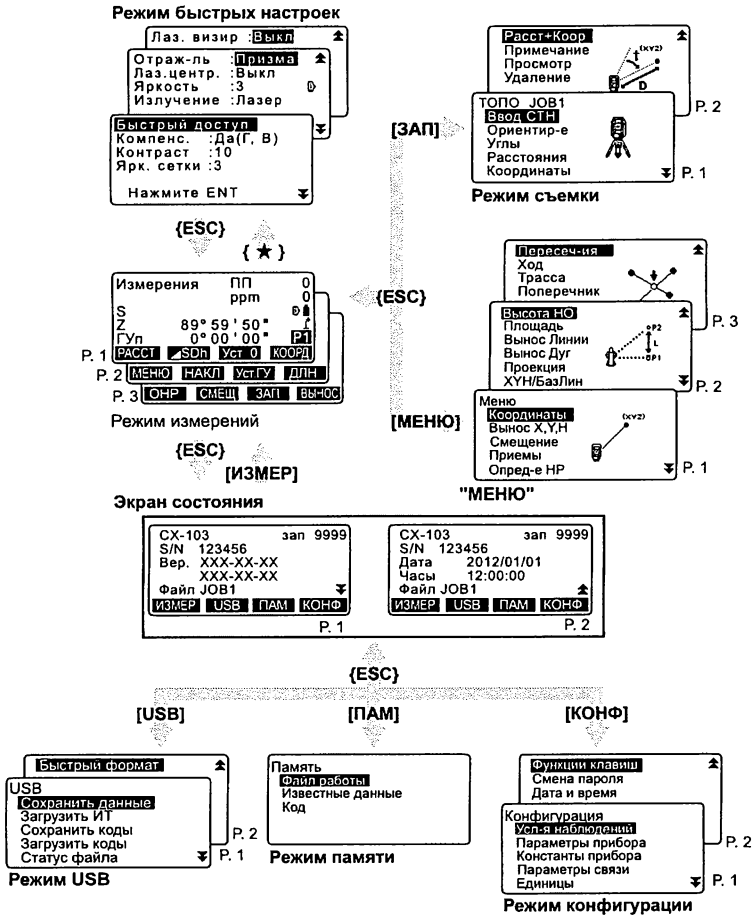 Режим быстрых настроек
Лаз. визир :Выкл
Отраж-ль :Призма
Лаз.центр. :Выкл
Яркость :3
Излучение :Лазер
Быстрый доступ
Компенс. :Да(Г, В)
Контраст :10
Ярк. сетки :3
Нажмите ENT
{ESC}
{ ★ }
Измерения ПП 0
ppm 0
S
Z 89° 59 ' 50 "
ГУп 0° 00 ' 00 " P1
P. 1 РАССТ ◢SDh Уст 0 КООРД
P. 2 МЕНЮ НАКЛ Уст ГУ ДЛН
P. 3 ОНР СМЕЩ ЗАП ВЫНОС
Режим измерений
[ЗАП]
Расст+Коор
Примечание
Просмотр
Удаление
(XYZ)
t
D
P. 2
ТОПО JOB1
Ввод СТН
Ориентир-е
Углы
Расстояния
Координаты
P. 1
Режим съемки
{ESC}
Пересеч-ия
Ход
Трасса
Поперечник
P. 3
Высота НО
Площадь
Вынос Линии
Вынос Дуг
Проекция
XYH/БазЛин
P2
L
P1
P. 2
[МЕНЮ]
Меню
Координаты
Вынос X,Y,H
Смещение
Приемы
Опред-е НР
(XYZ)
P. 1
"МЕНЮ"
{ESC}
[ИЗМЕР]
Экран состояния
CX-103 зап 9999
S/N 123456
Вер. XXX-XX-XX
XXX-XX-XX
Файл JOB1
ИЗМЕР USB ПАМ КОНФ
P. 1
CX-103 зап 9999
S/N 123456
Дата 2012/01/01
Часы 12:00:00
Файл JOB1
ИЗМЕР USB ПАМ КОНФ
P. 2
{ESC}
[USB] [ПАМ] [КОНФ]
Быстрый формат
USB
Сохранить данные
Загрузить ИТ
Сохранить коды
Загрузить коды
Статус файла
P. 2
P. 1
Режим USB
Память
Файл работы
Известные данные
Код
Режим памяти
Функции клавиш
Смена пароля
Дата и время
Конфигурация
Усл-я наблюдений
Параметры прибора
Константы прибора
Параметры связи
Единицы
P. 2
P. 1
Режим конфигурации